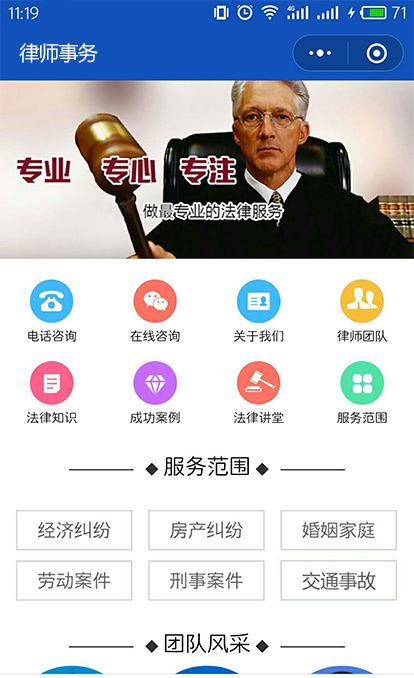 11:19
4G 71
律师事务
专业 专心 专注
做最专业的法律服务
电话咨询 在线咨询 关于我们 律师团队
法律知识 成功案例 法律讲堂 服务范围
服务范围
经济纠纷 房产纠纷 婚姻家庭
劳动案件 刑事案件 交通事故
团队风采